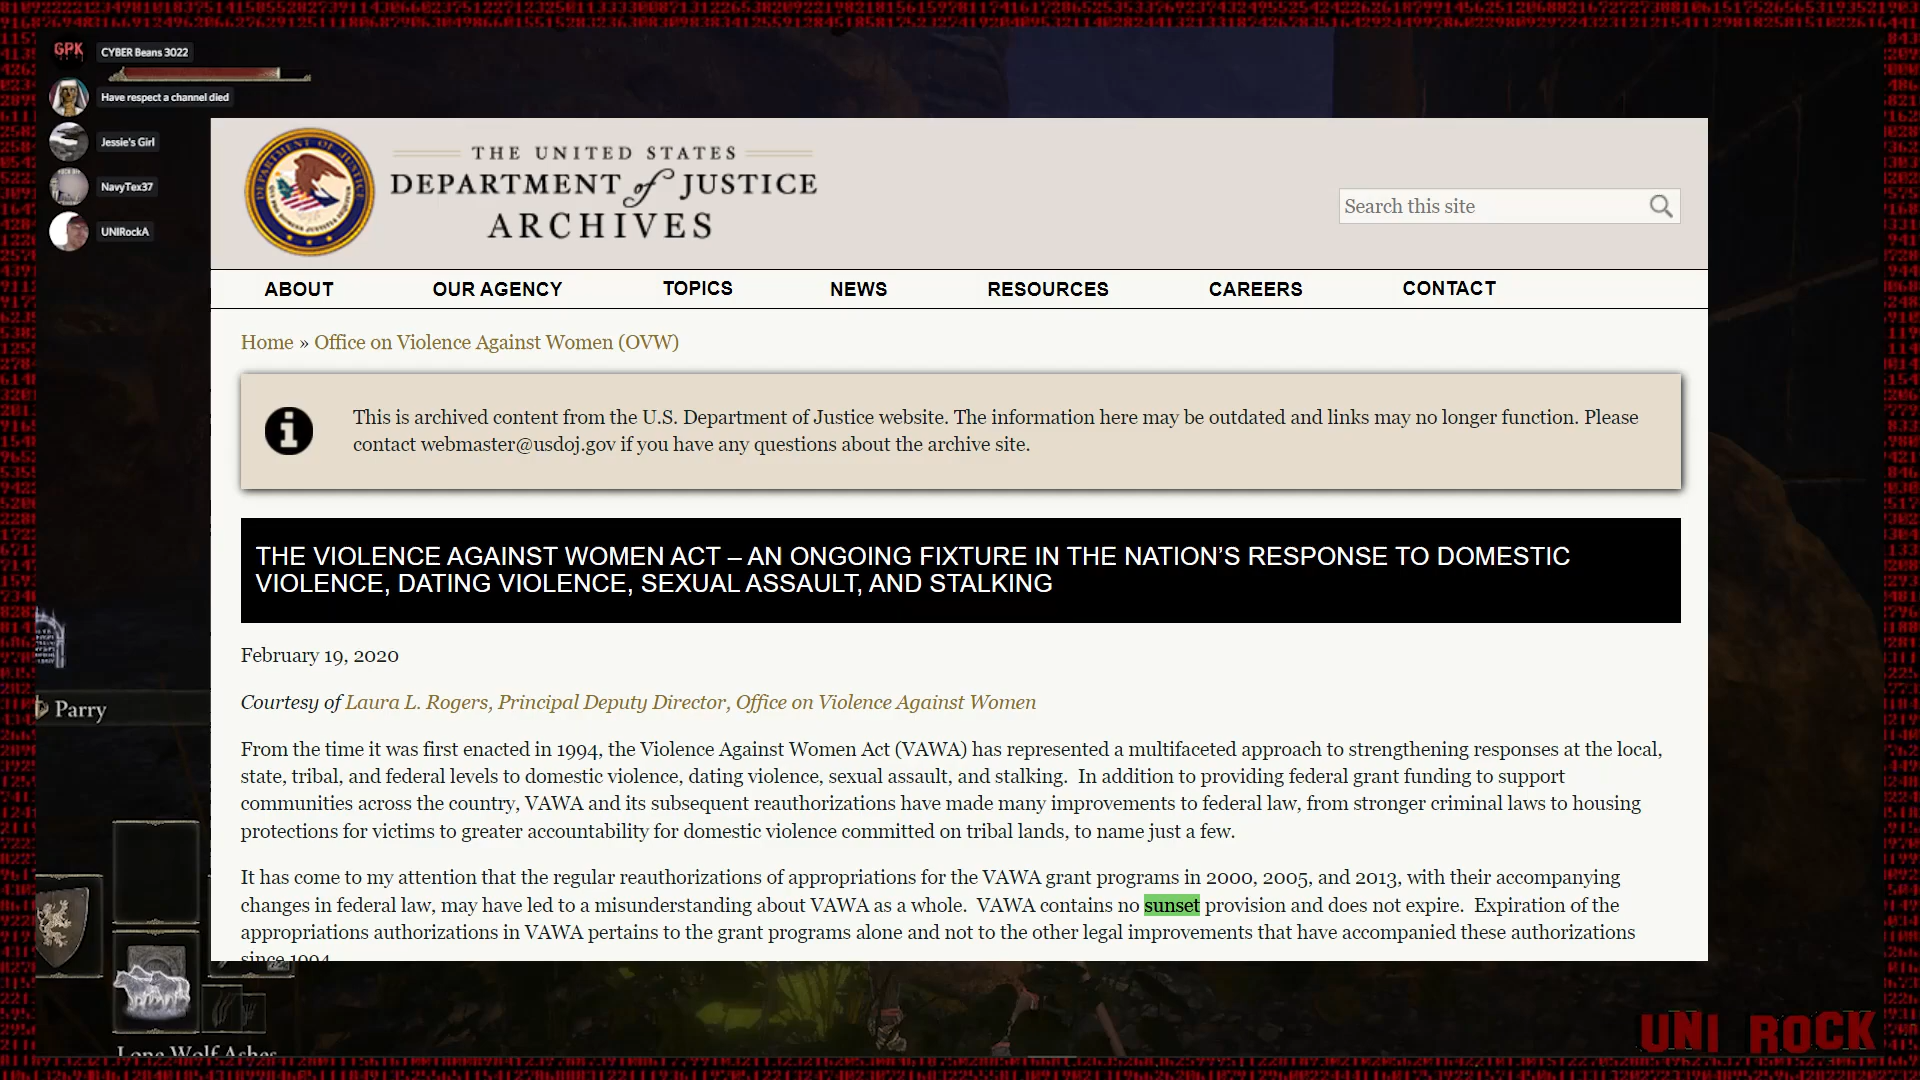 GPK
CYBER Beans 3022
Have respect a channel died
Jessie's Girl
NavyTex37
UNIRockA
THE UNITED STATES
DEPARTMENT of JUSTICE
ARCHIVES
Search this site
ABOUT OUR AGENCY TOPICS NEWS RESOURCES CAREERS CONTACT
Home » Office on Violence Against Women (OVW)
This is archived content from the U.S. Department of Justice website. The information here may be outdated and links may no longer function. Please
contact webmaster@usdoj.gov if you have any questions about the archive site.
THE VIOLENCE AGAINST WOMEN ACT – AN ONGOING FIXTURE IN THE NATION’S RESPONSE TO DOMESTIC
VIOLENCE, DATING VIOLENCE, SEXUAL ASSAULT, AND STALKING
February 19, 2020
Courtesy of Laura L. Rogers, Principal Deputy Director, Office on Violence Against Women
From the time it was first enacted in 1994, the Violence Against Women Act (VAWA) has represented a multifaceted approach to strengthening responses at the local,
state, tribal, and federal levels to domestic violence, dating violence, sexual assault, and stalking. In addition to providing federal grant funding to support
communities across the country, VAWA and its subsequent reauthorizations have made many improvements to federal law, from stronger criminal laws to housing
protections for victims to greater accountability for domestic violence committed on tribal lands, to name just a few.
It has come to my attention that the regular reauthorizations of appropriations for the VAWA grant programs in 2000, 2005, and 2013, with their accompanying
changes in federal law, may have led to a misunderstanding about VAWA as a whole. VAWA contains no sunset provision and does not expire. Expiration of the
appropriations authorizations in VAWA pertains to the grant programs alone and not to the other legal improvements that have accompanied these authorizations
since 1994.
Parry
Lone Wolf Ashes
UNI ROCK